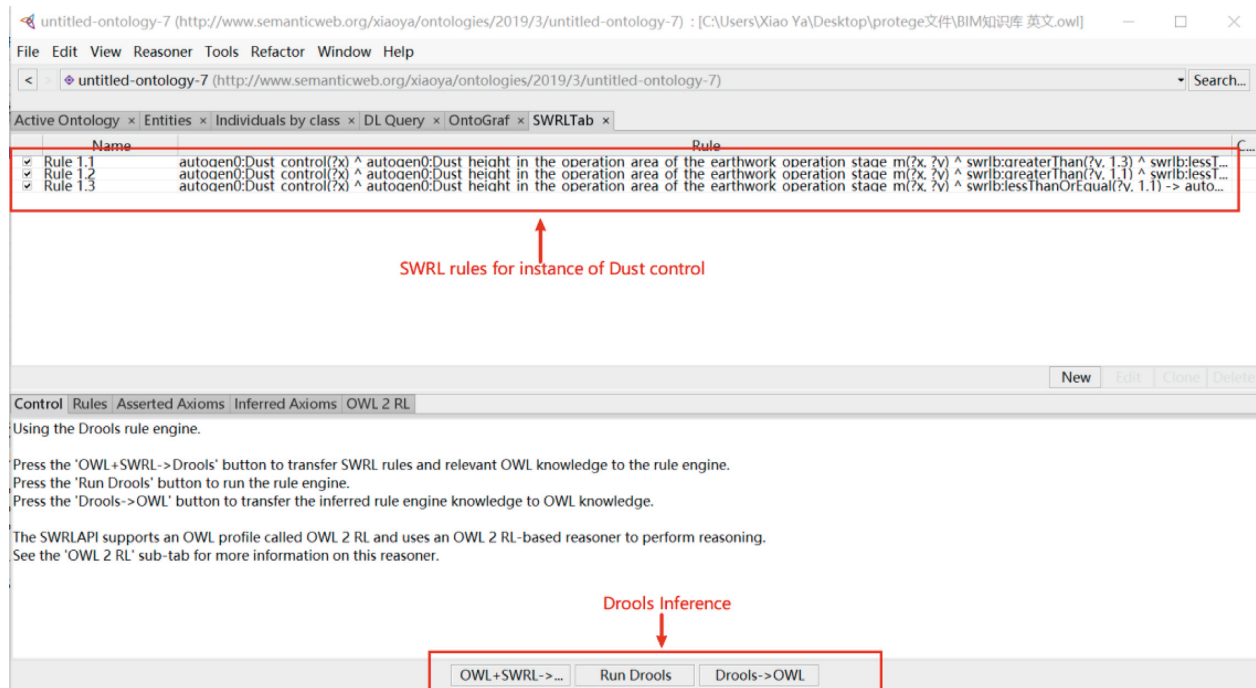 untitled-ontology-7 (http://www.semanticweb.org/xiaoya/ontologies/2019/3/untitled-ontology-7) : [C:\Users\Xiao Ya\Desktop\protege文件\BIM知识库 英文.owl]
File Edit View Reasoner Tools Refactor Window Help
< > untitled-ontology-7 (http://www.semanticweb.org/xiaoya/ontologies/2019/3/untitled-ontology-7) Search...
Active Ontology × Entities × Individuals by class × DL Query × OntoGraf × SWRLTab ×
Name Rule C...
Rule 1.1 autogen0:Dust control(?x) ^ autogen0:Dust height in the operation area of the earthwork operation stage m(?x, ?v) ^ swrlb:greaterThan(?v, 1.3) ^ swrlb:lessT...
Rule 1.2 autogen0:Dust control(?x) ^ autogen0:Dust height in the operation area of the earthwork operation stage m(?x, ?v) ^ swrlb:greaterThan(?v, 1.1) ^ swrlb:lessT...
Rule 1.3 autogen0:Dust control(?x) ^ autogen0:Dust height in the operation area of the earthwork operation stage m(?x, ?v) ^ swrlb:lessThanOrEqual(?v, 1.1) -> auto...
SWRL rules for instance of Dust control
New Edit Clone Delete
Control Rules Asserted Axioms Inferred Axioms OWL 2 RL
Using the Drools rule engine.
Press the 'OWL+SWRL->Drools' button to transfer SWRL rules and relevant OWL knowledge to the rule engine.
Press the 'Run Drools' button to run the rule engine.
Press the 'Drools->OWL' button to transfer the inferred rule engine knowledge to OWL knowledge.
The SWRLAPI supports an OWL profile called OWL 2 RL and uses an OWL 2 RL-based reasoner to perform reasoning.
See the 'OWL 2 RL' sub-tab for more information on this reasoner.
Drools Inference
OWL+SWRL->... Run Drools Drools->OWL